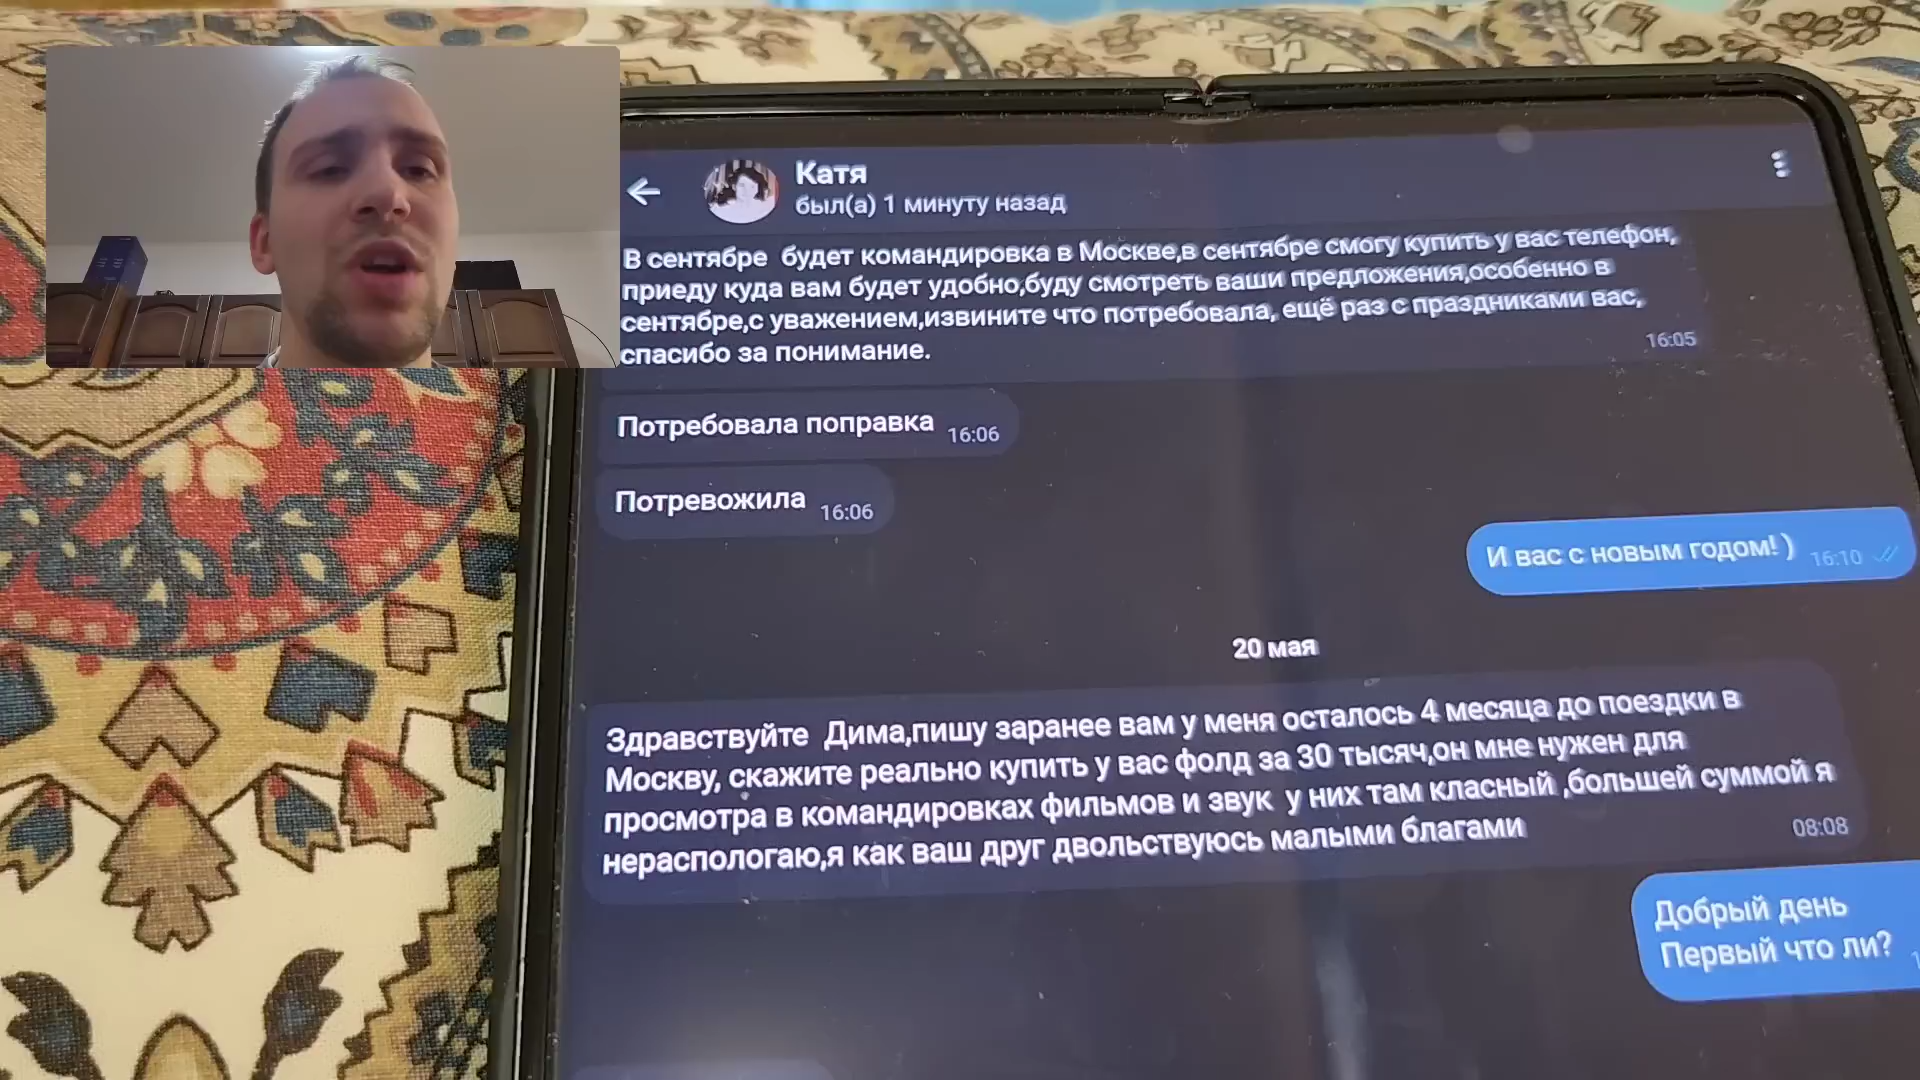 Катя
был(а) 1 минуту назад
В сентябре будет командировка в Москве,в сентябре смогу купить у вас телефон,
приеду куда вам будет удобно,буду смотреть ваши предложения,особенно в
сентябре,с уважением,извините что потребовала, ещё раз с праздниками вас,
спасибо за понимание.
16:05
Потребовала поправка 16:06
Потревожила 16:06
И вас с новым годом! ) 16:10
20 мая
Здравствуйте Дима,пишу заранее вам у меня осталось 4 месяца до поездки в
Москву, скажите реально купить у вас фолд за 30 тысяч,он мне нужен для
просмотра в командировках фильмов и звук у них там класный ,большей суммой я
нераспологаю,я как ваш друг двольствуюсь малыми благами
08:08
Добрый день
Первый что ли?